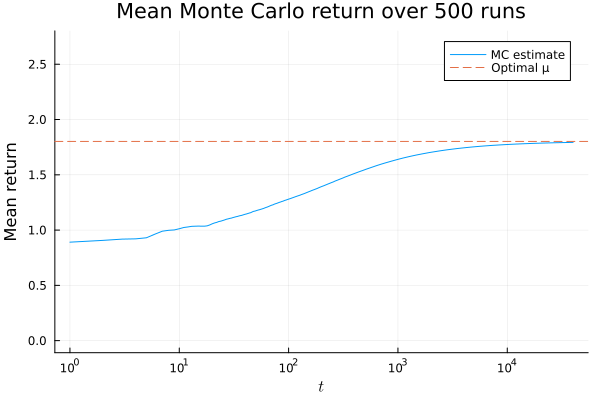 Mean Monte Carlo return over 500 runs
MC estimate
Optimal μ
Mean return
2.5
2.0
1.5
1.0
0.5
0.0
10⁰ 10¹ 10² 10³ 10⁴
t